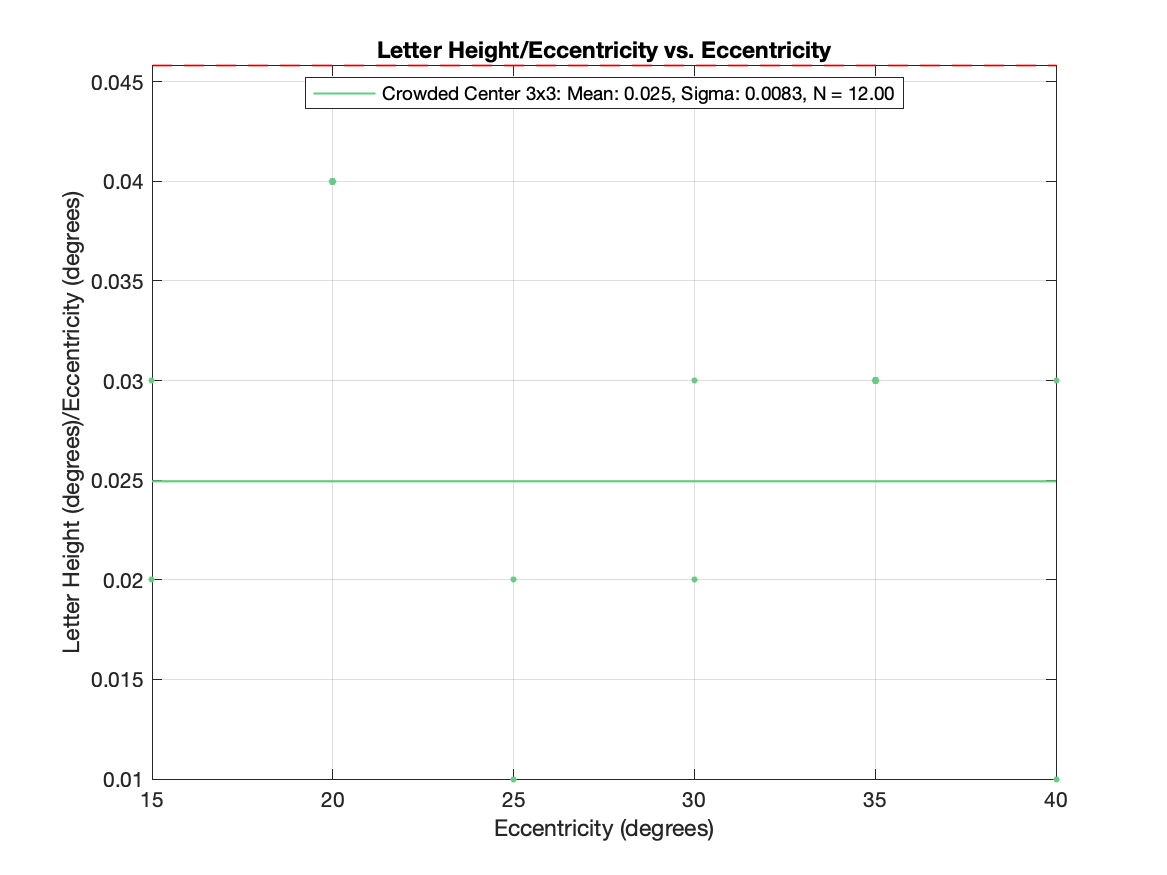 Letter Height/Eccentricity vs. Eccentricity
Crowded Center 3x3: Mean: 0.025, Sigma: 0.0083, N = 12.00
Letter Height (degrees)/Eccentricity (degrees)
0.045
0.04
0.035
0.03
0.025
0.02
0.015
0.01
15 20 25 30 35 40
Eccentricity (degrees)